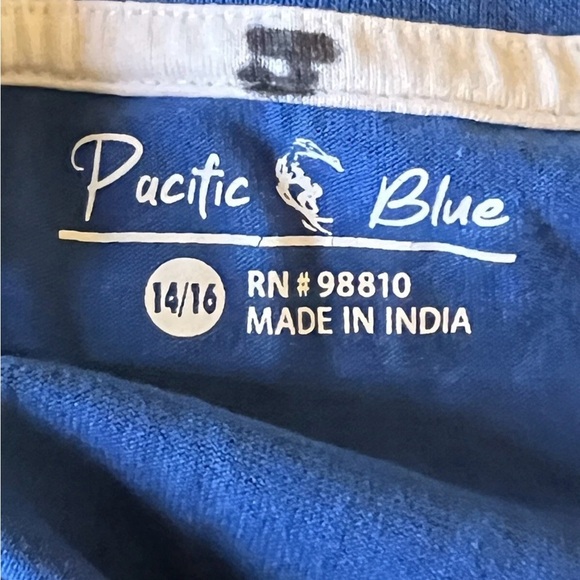 Pacific Blue
14/16
RN # 98810
MADE IN INDIA